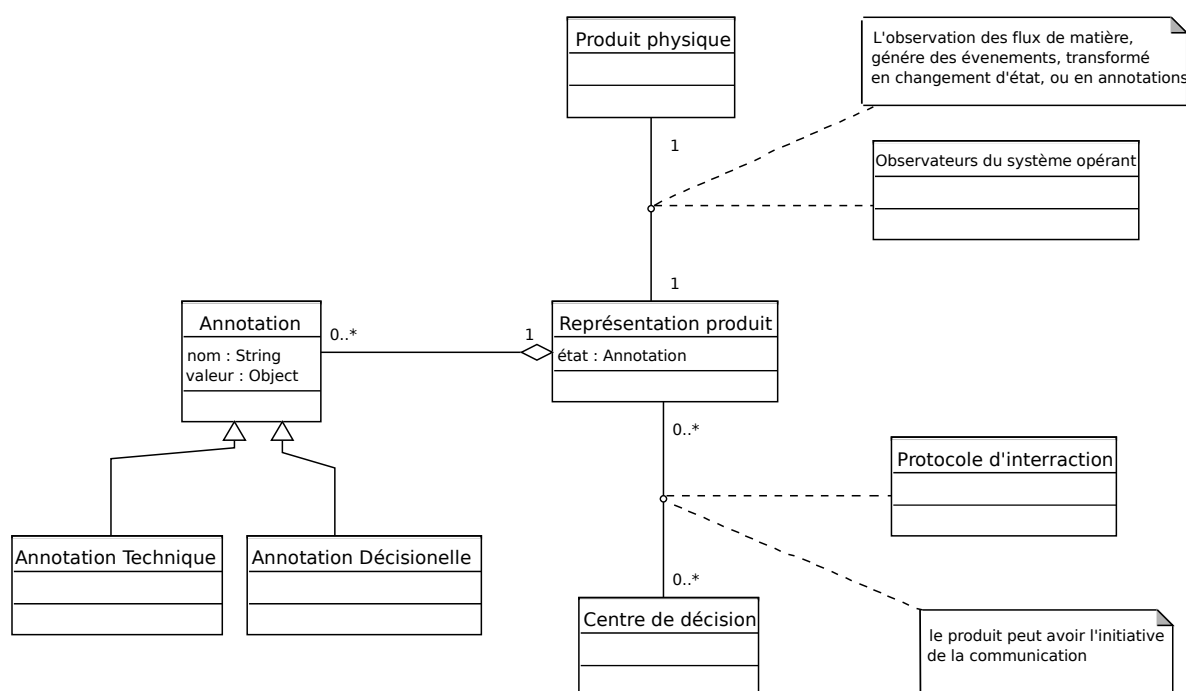 Produit physique
L'observation des flux de matière,
génére des évenements, transformé
en changement d'état, ou en annotations
1
Observateurs du système opérant
1
Annotation
nom : String
valeur : Object
0..*
1
Représentation produit
état : Annotation
0..*
Protocole d'interraction
Annotation Technique
Annotation Décisionelle
0..*
Centre de décision
le produit peut avoir l'initiative
de la communication